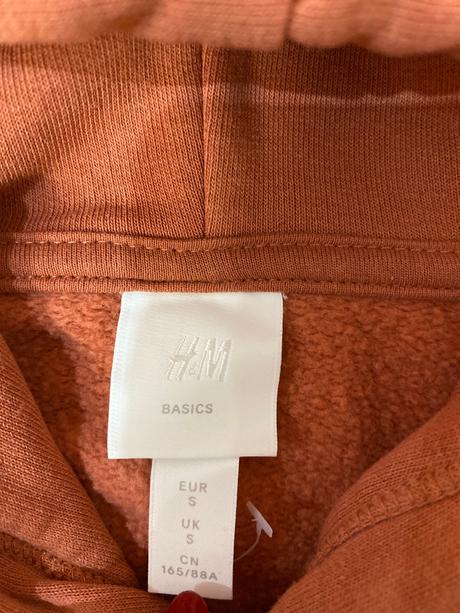 H&M
BASICS
EUR
S
UK
S
CN
165/88A